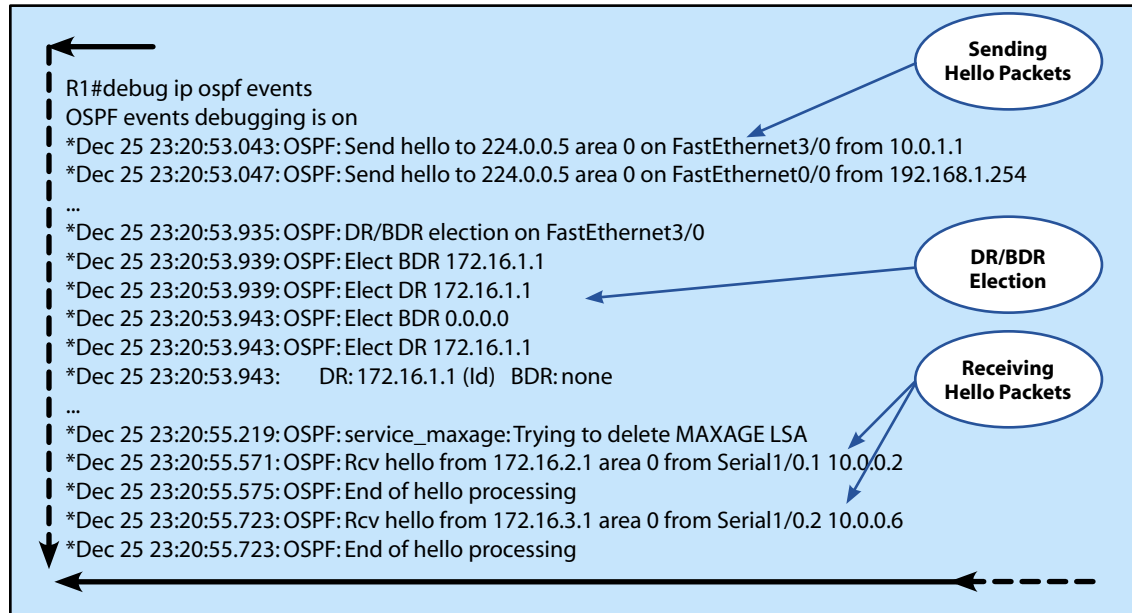 Sending
Hello Packets
R1#debug ip ospf events
OSPF events debugging is on
*Dec 25 23:20:53.043: OSPF: Send hello to 224.0.0.5 area 0 on FastEthernet3/0 from 10.0.1.1
*Dec 25 23:20:53.047: OSPF: Send hello to 224.0.0.5 area 0 on FastEthernet0/0 from 192.168.1.254
...
*Dec 25 23:20:53.935: OSPF: DR/BDR election on FastEthernet3/0
*Dec 25 23:20:53.939: OSPF: Elect BDR 172.16.1.1
*Dec 25 23:20:53.939: OSPF: Elect DR 172.16.1.1
*Dec 25 23:20:53.943: OSPF: Elect BDR 0.0.0.0
*Dec 25 23:20:53.943: OSPF: Elect DR 172.16.1.1
*Dec 25 23:20:53.943: DR: 172.16.1.1 (Id) BDR: none
DR/BDR
Election
...
Receiving
Hello Packets
*Dec 25 23:20:55.219: OSPF: service_maxage: Trying to delete MAXAGE LSA
*Dec 25 23:20:55.571: OSPF: Rcv hello from 172.16.2.1 area 0 from Serial1/0.1 10.0.0.2
*Dec 25 23:20:55.575: OSPF: End of hello processing
*Dec 25 23:20:55.723: OSPF: Rcv hello from 172.16.3.1 area 0 from Serial1/0.2 10.0.0.6
*Dec 25 23:20:55.723: OSPF: End of hello processing